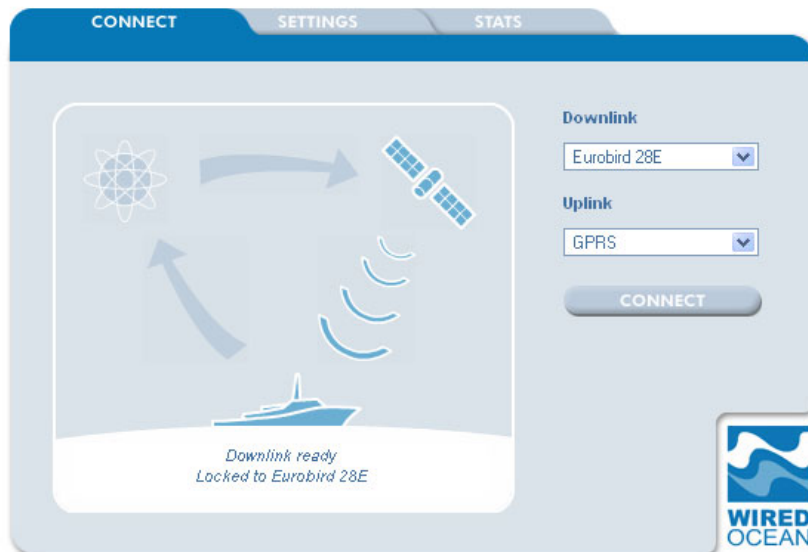 CONNECT
SETTINGS
STATS
Downlink
Eurobird 28E
Uplink
GPRS
CONNECT
Downlink ready
Locked to Eurobird 28E
WIRED
OCEAN